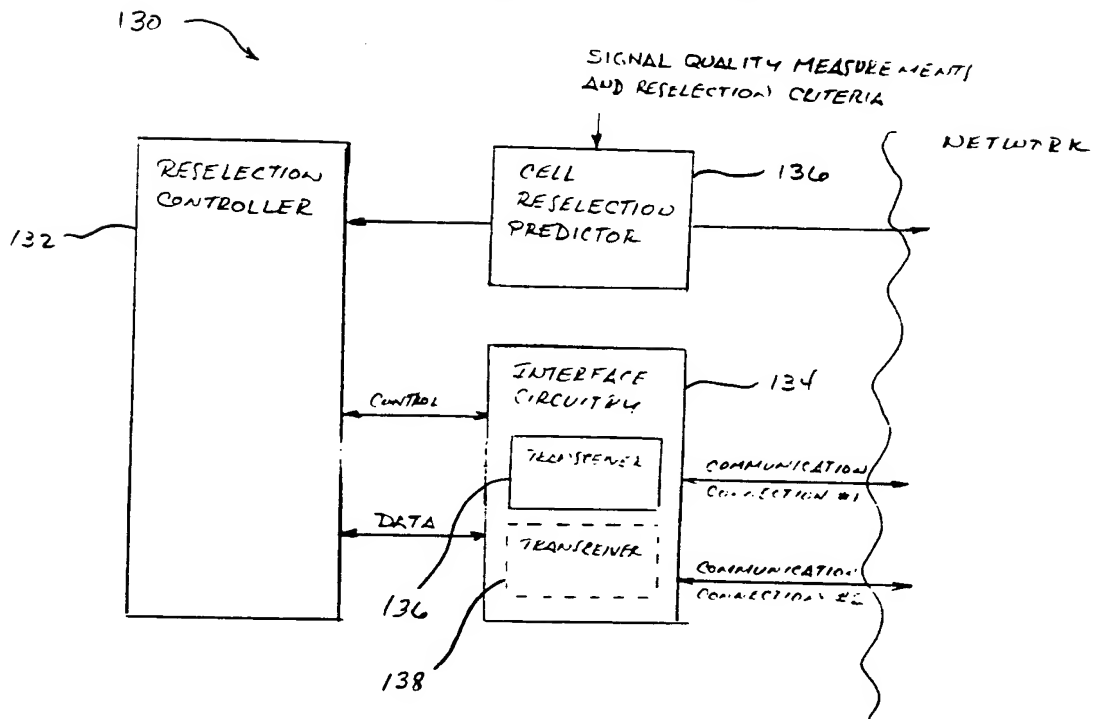 130
SIGNAL QUALITY MEASUREMENTS
AND RESELECTION CRITERIA
NETWORK
RESELECTION
CONTROLLER
132
CELL
RESELECTION
PREDICTOR
136
INTERFACE
CIRCUITRY
134
CONTROL
TRANSCEIVER
COMMUNICATION
CONNECTION #1
DATA
TRANSCEIVER
COMMUNICATION
CONNECTION #2
136
138